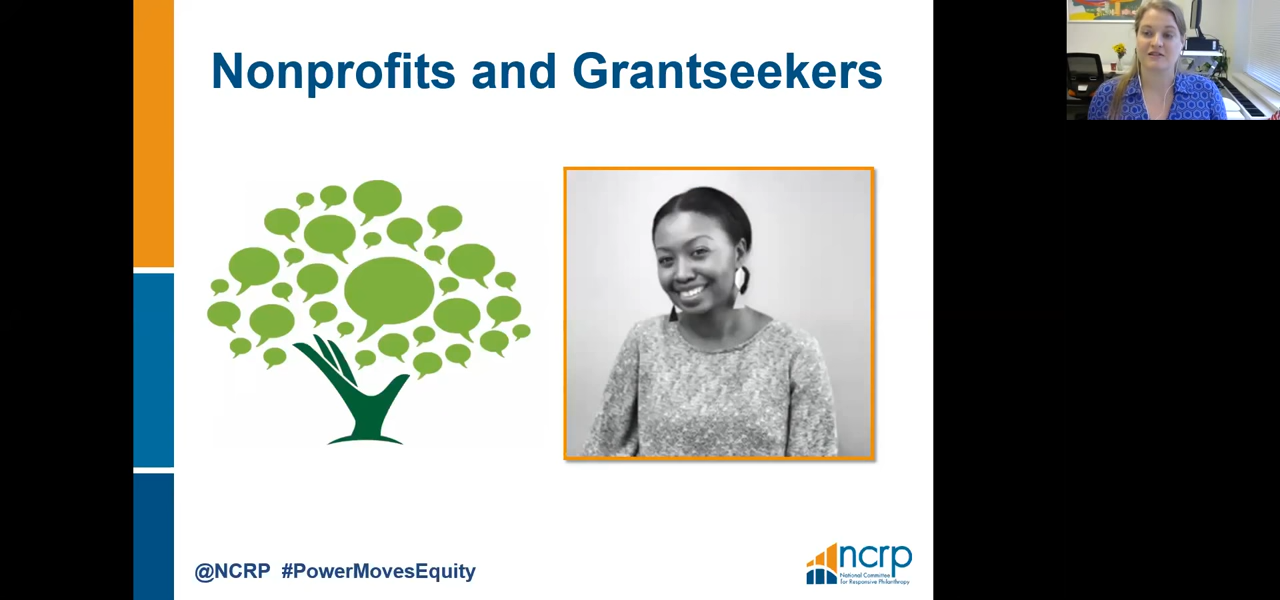 Nonprofits and Grantseekers
@NCRP #PowerMovesEquity
ncrp
National Committee
for Responsive Philanthropy